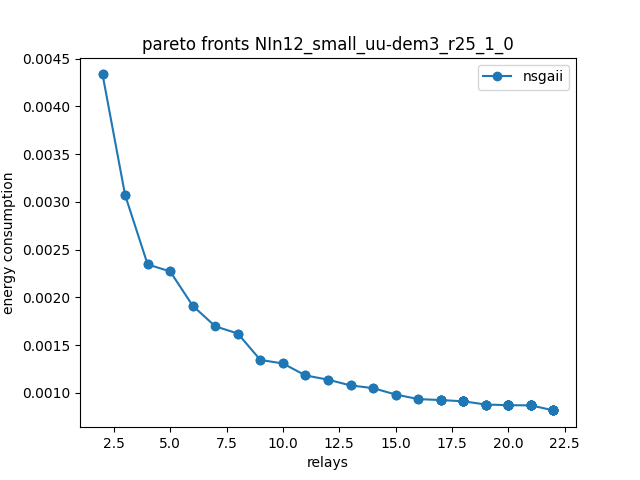 pareto fronts NIn12_small_uu-dem3_r25_1_0
nsgaii
0.0045
0.0040
0.0035
0.0030
0.0025
0.0020
0.0015
0.0010
energy consumption
2.5 5.0 7.5 10.0 12.5 15.0 17.5 20.0 22.5
relays